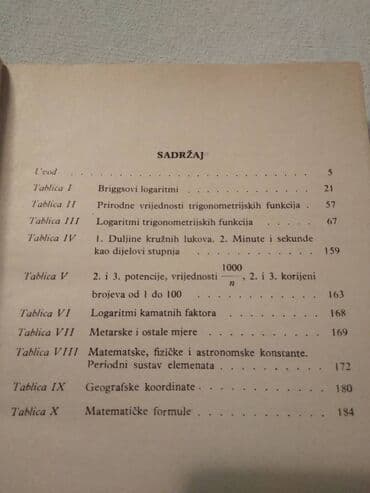 SADRŽAJ
Uvod . . . . . . . . . . . . . . . . . 5
Tablica I Briggsovi logaritmi . . . . . . . . . . . 21
Tablica II Prirodne vrijednosti trigonometrijskih funkcija . 57
Tablica III Logaritmi trigonometrijskih funkcija . . . . 67
Tablica IV 1. Duljine kružnih lukova. 2. Minute i sekunde
kao dijelovi stupnja . . . . . . . . . . . 159
Tablica V 2. i 3. potencije, vrijednosti 1000/n, 2. i 3. korijeni
brojeva od 1 do 100 . . . . . . . . . . . 163
Tablica VI Logaritmi kamatnih faktora . . . . . . . 168
Tablica VII Metarske i ostale mjere . . . . . . . . . 169
Tablica VIII Matematske, fizičke i astronomske konstante.
Periodni sustav elemenata . . . . . . . . 172
Tablica IX Geografske koordinate . . . . . . . . . 180
Tablica X Matematičke formule . . . . . . . . . 184